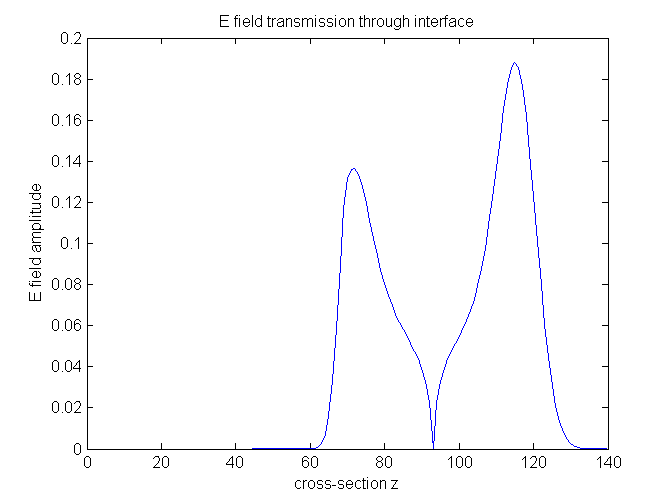 E field transmission through interface
0.2
0.18
0.16
0.14
0.12
0.1
0.08
0.06
0.04
0.02
0
E field amplitude
0 20 40 60 80 100 120 140
cross-section z